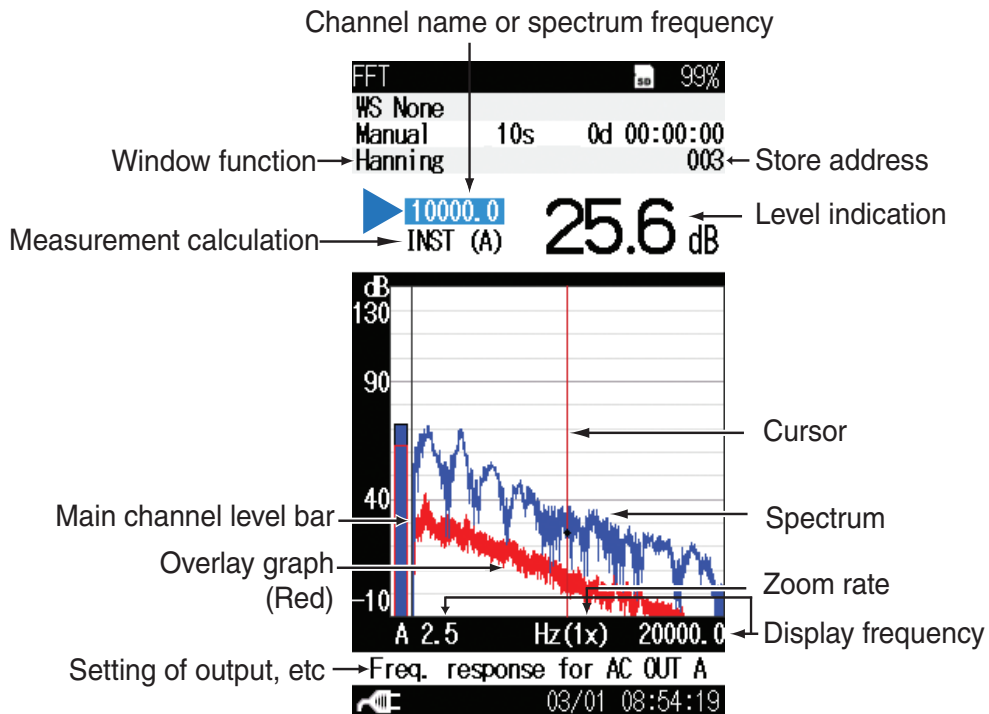 Channel name or spectrum frequency
FFT SD 99%
WS None
Manual 10s 0d 00:00:00
Window function Hanning 003 Store address
10000.0 25.6 dB Level indication
Measurement calculation INST (A)
dB
130
90
Cursor
40
Main channel level bar Spectrum
Overlay graph
(Red)
Zoom rate
-10
A 2.5 Hz(1x) 20000.0 Display frequency
Setting of output, etc Freq. response for AC OUT A
03/01 08:54:19